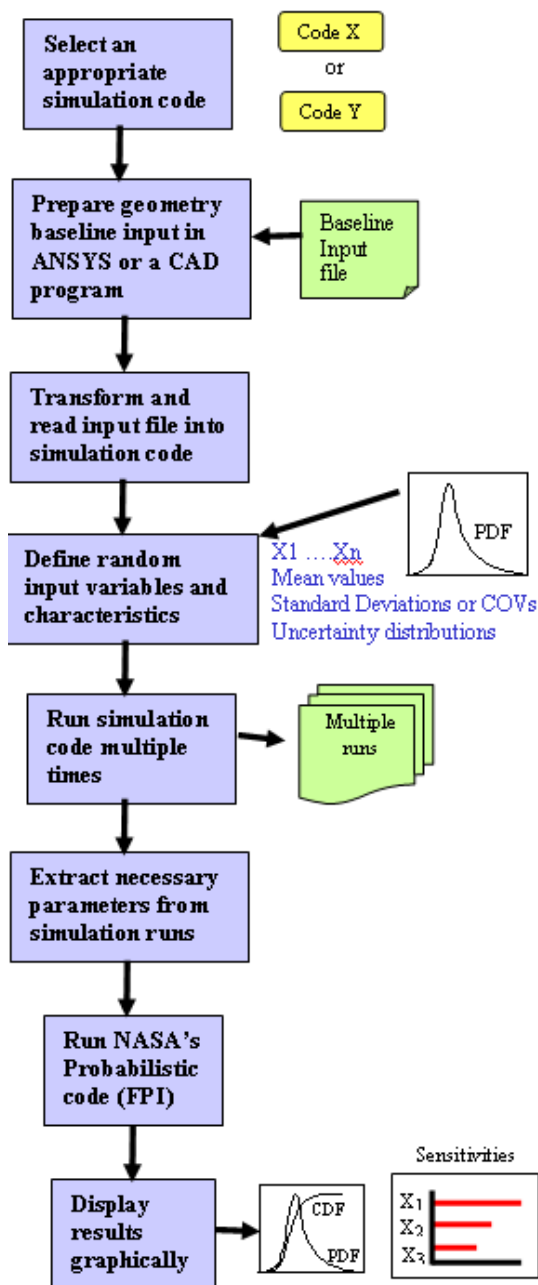 Select an
appropriate
simulation code
Code X
or
Code Y
Prepare geometry
baseline input in
ANSYS or a CAD
program
Baseline
Input
file
Transform and
read input file into
simulation code
PDF
Define random
input variables and
characteristics
X1 ....Xn
Mean values
Standard Deviations or COVs
Uncertainty distributions
Run simulation
code multiple
times
Multiple
runs
Extract necessary
parameters from
simulation runs
Run NASA's
Probabilistic
code (FPI)
Display
results
graphically
CDF
PDF
Sensitivities
X1
X2
X3